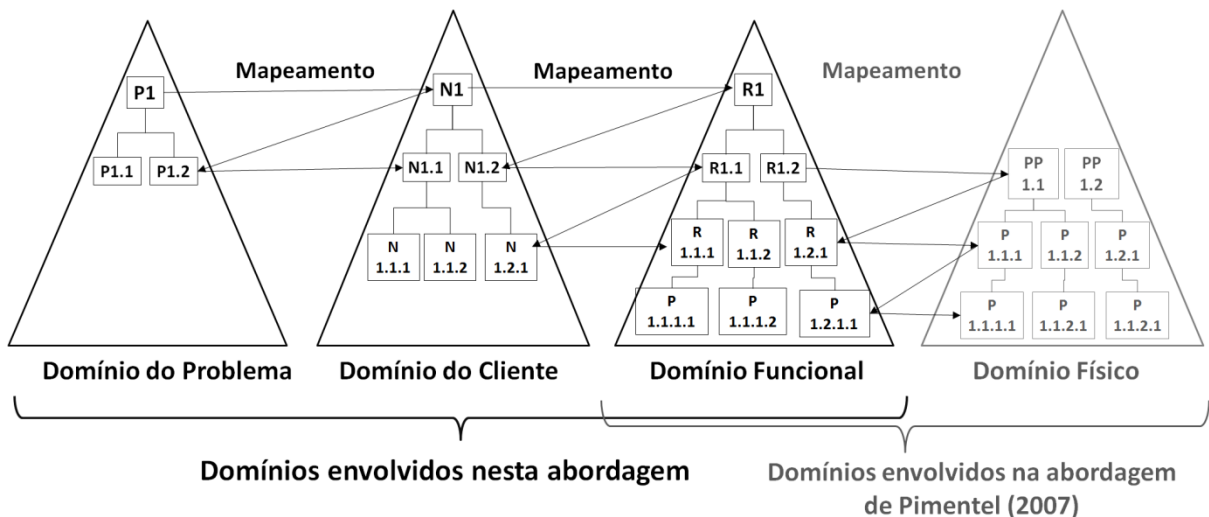 Mapeamento
Mapeamento
Mapeamento
P1
P1.1
P1.2
N1
N1.1
N1.2
N
1.1.1
N
1.1.2
N
1.2.1
R1
R1.1
R1.2
R
1.1.1
R
1.1.2
R
1.2.1
P
1.1.1.1
P
1.1.1.2
P
1.2.1.1
PP
1.1
PP
1.2
P
1.1.1
P
1.1.2
P
1.2.1
P
1.1.1.1
P
1.1.2.1
P
1.1.2.1
Domínio do Problema
Domínio do Cliente
Domínio Funcional
Domínio Físico
Domínios envolvidos nesta abordagem
Domínios envolvidos na abordagem
de Pimentel (2007)